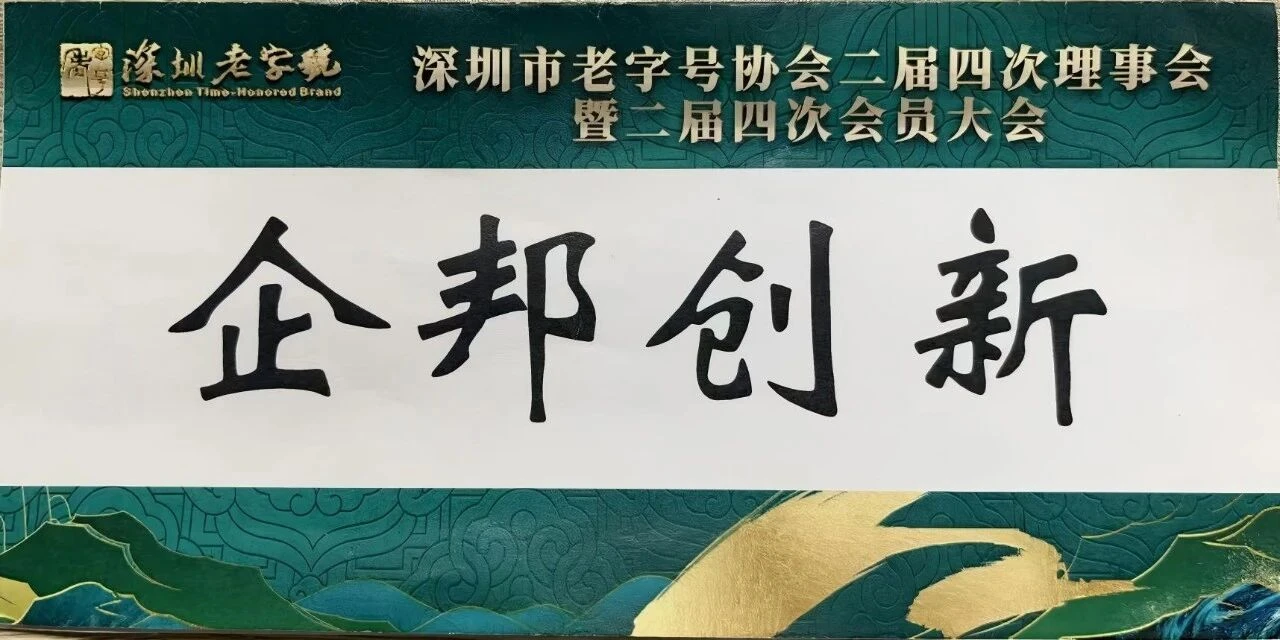 深圳老字號
Shenzhen Time-Honored Brand
深圳市老字号协会二届四次理事会
暨二届四次会员大会
企邦创新